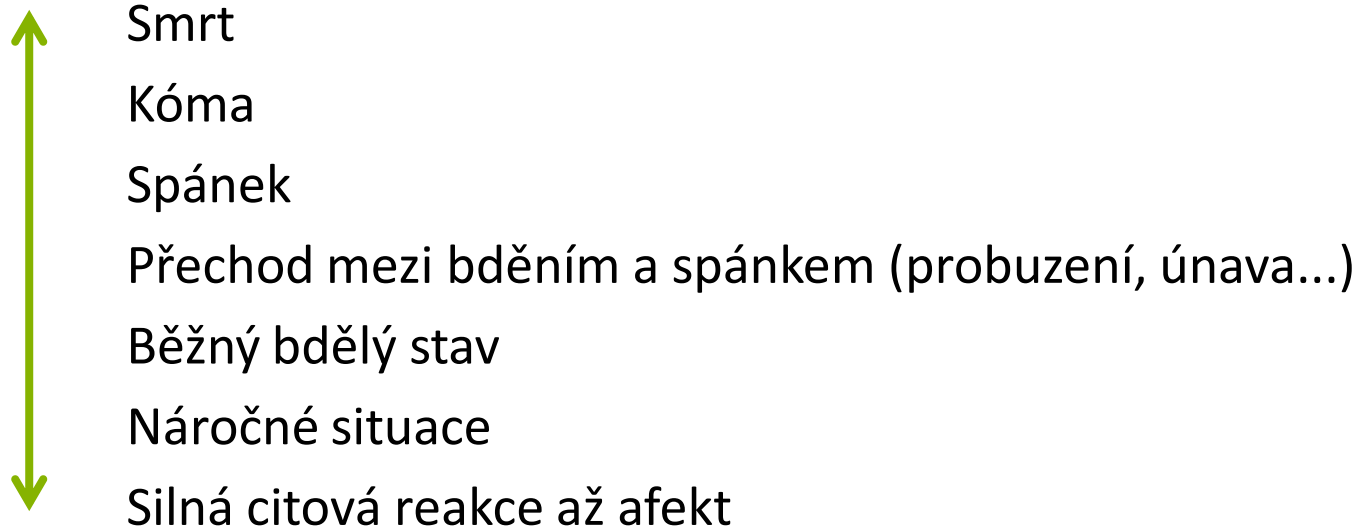 Smrt
Kóma
Spánek
Přechod mezi bděním a spánkem (probuzení, únava...)
Běžný bdělý stav
Náročné situace
Silná citová reakce až afekt